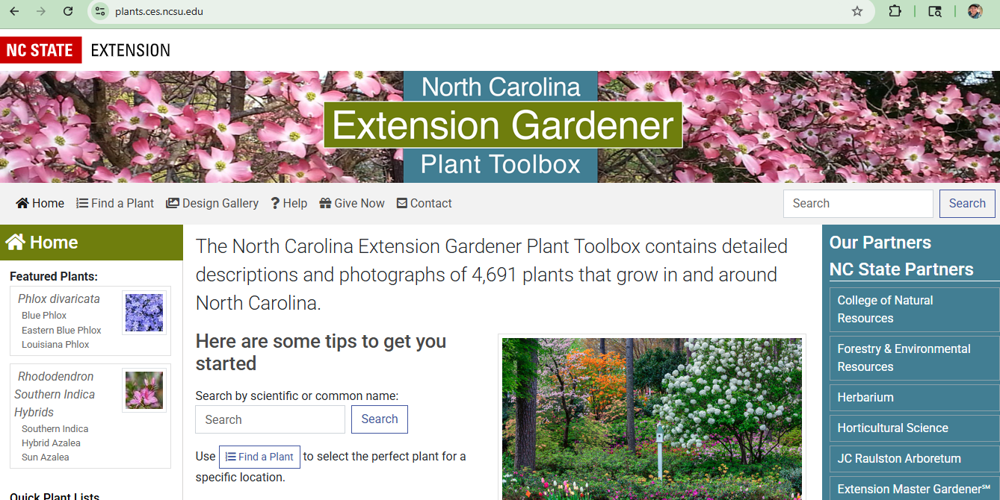 plants.ces.ncsu.edu
NC STATE EXTENSION
North Carolina
Extension Gardener
Plant Toolbox
Home Find a Plant Design Gallery ? Help Give Now Contact Search Search
Home
Featured Plants:
Phlox divaricata
Blue Phlox
Eastern Blue Phlox
Louisiana Phlox
Rhododendron
Southern Indica
Hybrids
Southern Indica
Hybrid Azalea
Sun Azalea
Quick Plant Lists
The North Carolina Extension Gardener Plant Toolbox contains detailed
descriptions and photographs of 4,691 plants that grow in and around
North Carolina.
Here are some tips to get you
started
Search by scientific or common name:
Search Search
Use Find a Plant to select the perfect plant for a
specific location.
Our Partners
NC State Partners
College of Natural
Resources
Forestry & Environmental
Resources
Herbarium
Horticultural Science
JC Raulston Arboretum
Extension Master Gardener℠